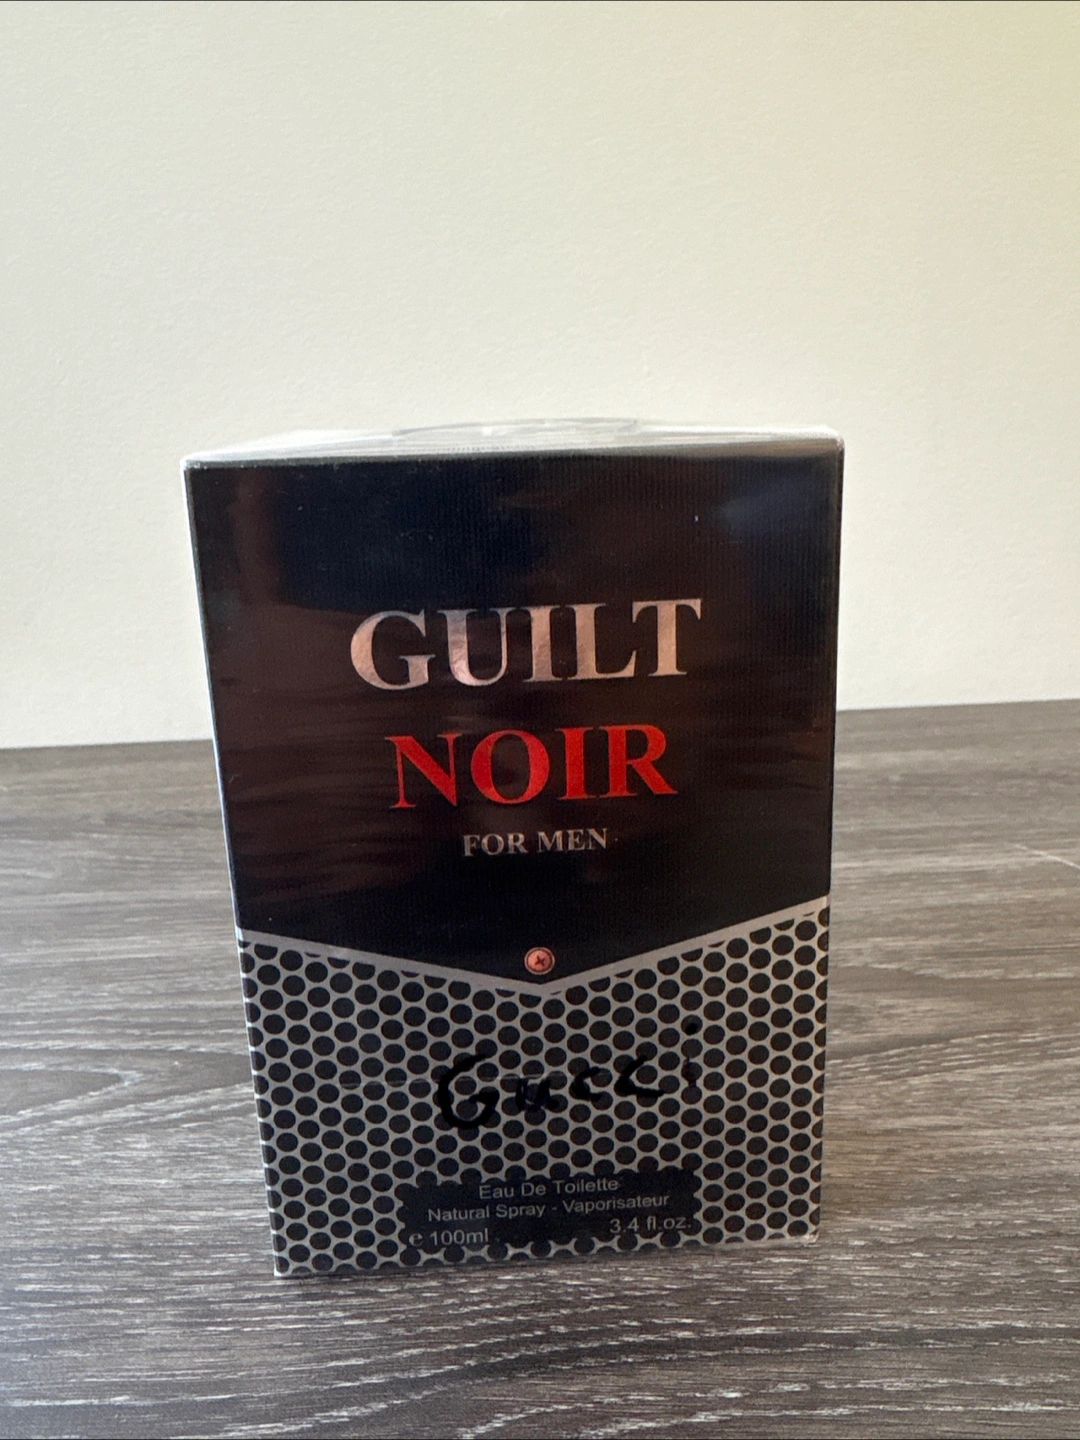 GUILT
NOIR
FOR MEN
Gucci
Eau De Toilette
Natural Spray - Vaporisateur
e 100ml 3.4 fl.oz.